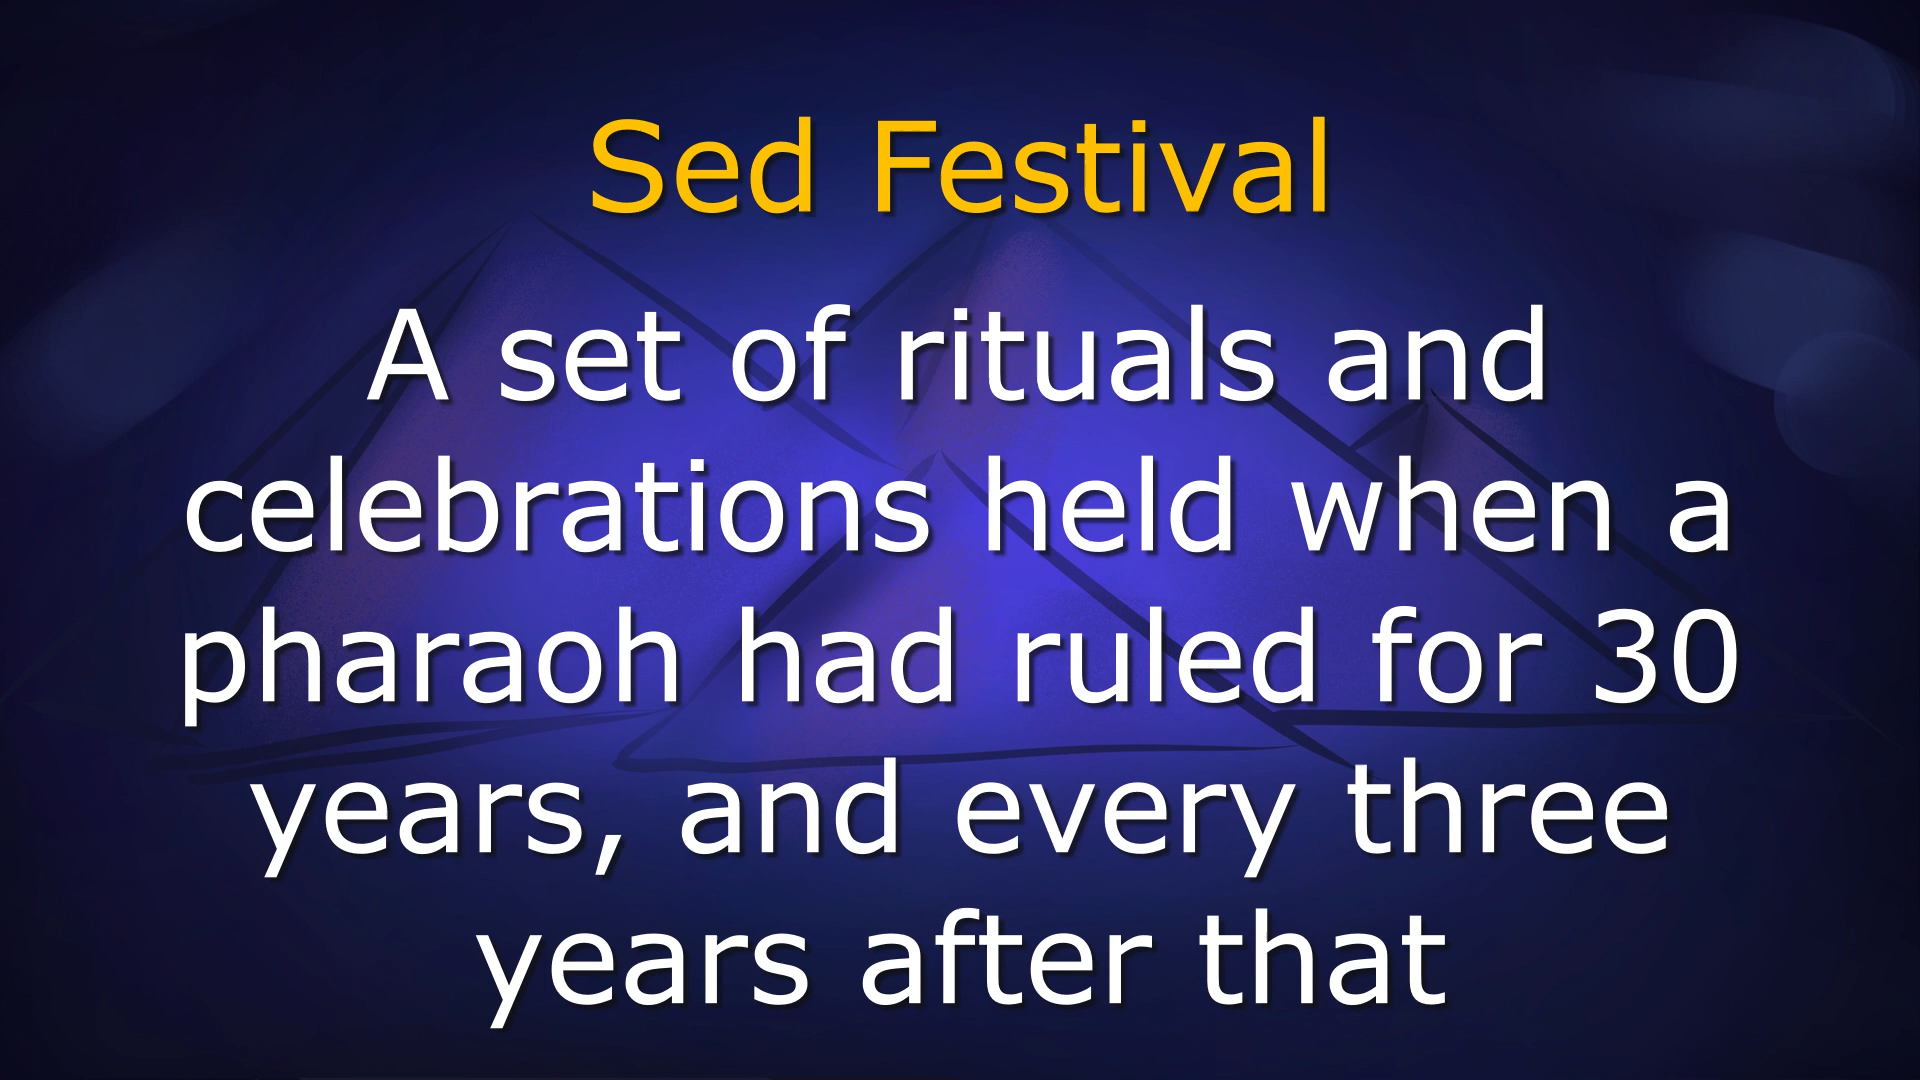 Sed Festival
A set of rituals and
celebrations held when a
pharaoh had ruled for 30
years, and every three
years after that